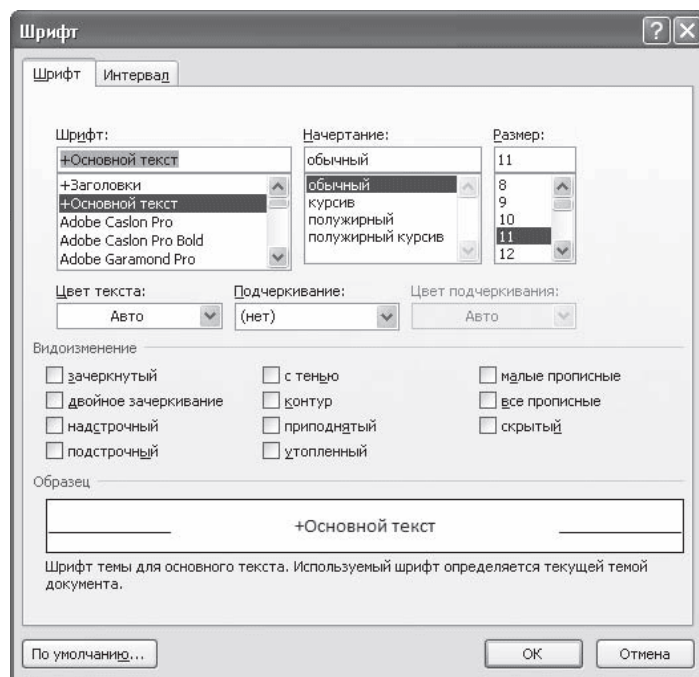 Шрифт
Шрифт Интервал
Шрифт: Начертание: Размер:
+Основной текст обычный 11
+Заголовки обычный 8
+Основной текст курсив 9
Adobe Caslon Pro полужирный 10
Adobe Caslon Pro Bold полужирный курсив 11
Adobe Garamond Pro 12
Цвет текста: Подчеркивание: Цвет подчеркивания:
Авто (нет) Авто
Видоизменение
зачеркнутый с тенью малые прописные
двойное зачеркивание контур все прописные
надстрочный приподнятый скрытый
подстрочный утопленный
Образец
+Основной текст
Шрифт темы для основного текста. Используемый шрифт определяется текущей темой
документа.
По умолчанию... ОК Отмена